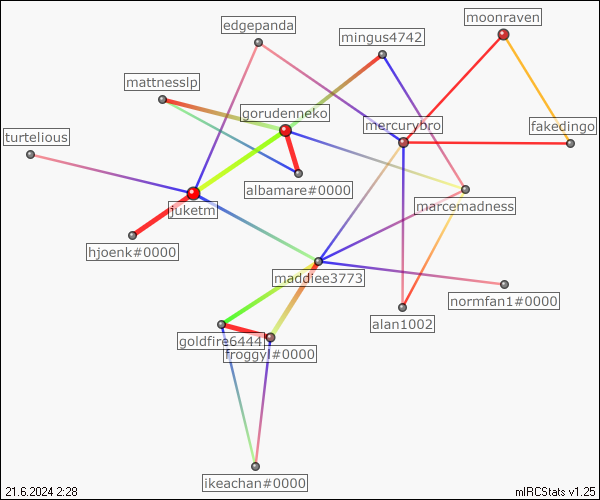 moonraven
edgepanda
mingus4742
mattnesslp
gorudenneko
mercurybro
fakedingo
turtelious
albamare#0000
marcemadness
juketm
hjoenk#0000
maddiee3773
normfan1#0000
alan1002
goldfire6444
froggyl#0000
ikeachan#0000
21.6.2024 2:28
mIRCStats v1.25